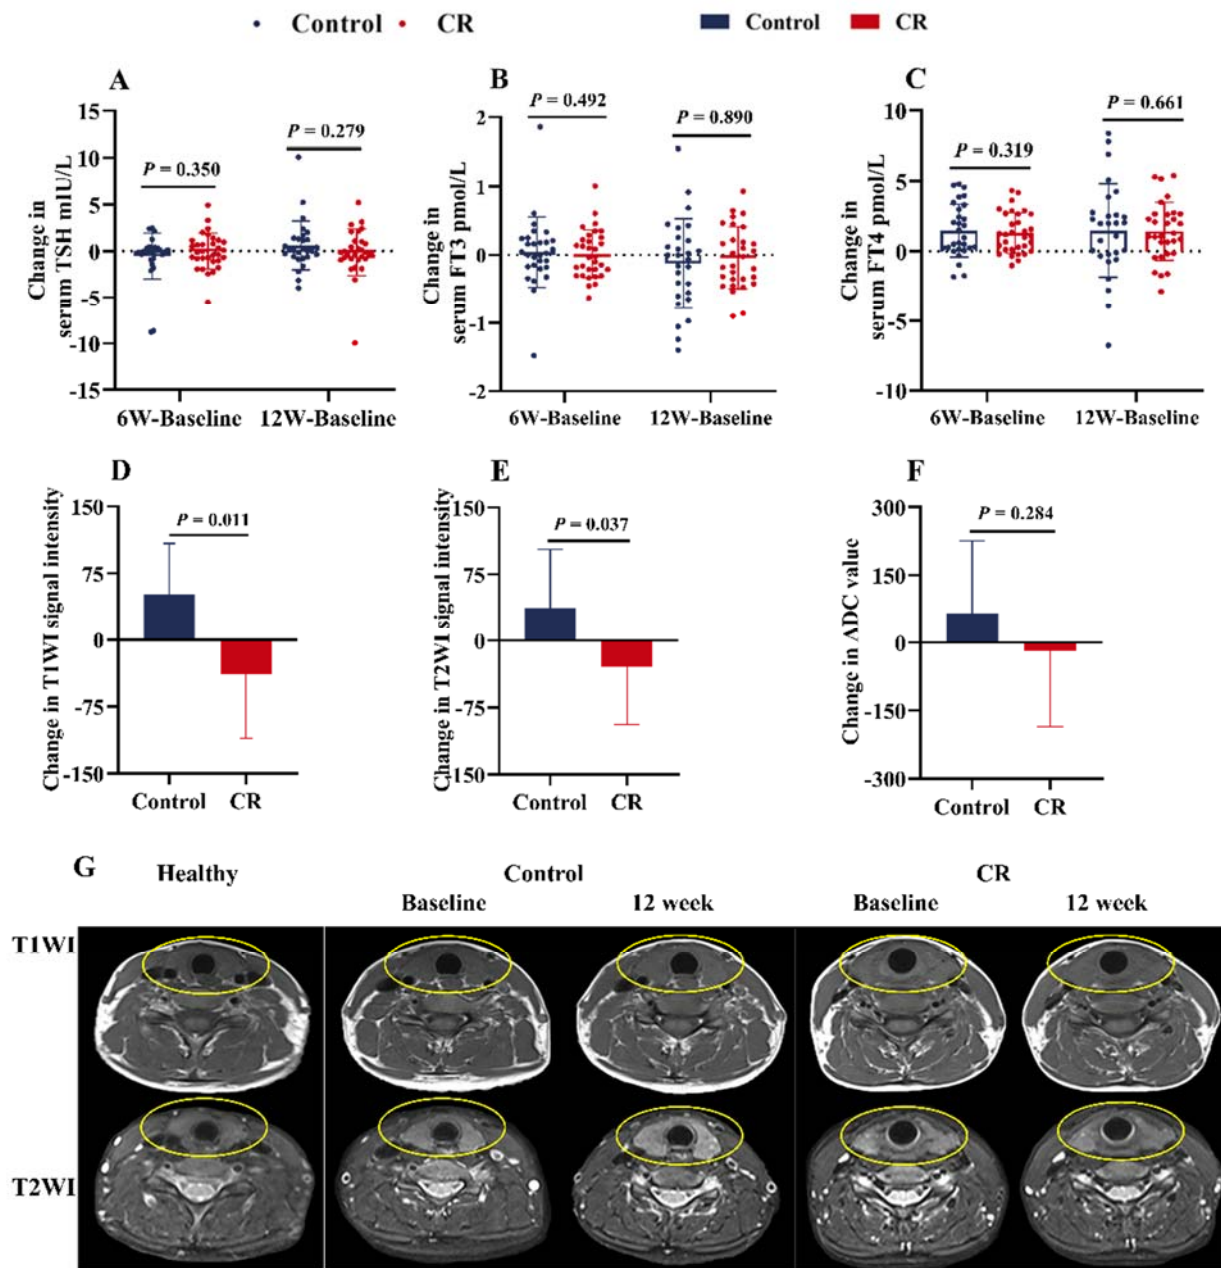 Control CR Control CR
A
Change in
serum TSH mIU/L
15
10
5
0
-5
-10
-15
P = 0.350
P = 0.279
6W-Baseline 12W-Baseline
B
Change in
serum FT3 pmol/L
2
1
0
-1
-2
P = 0.492
P = 0.890
6W-Baseline 12W-Baseline
C
Change in
serum FT4 pmol/L
10
5
0
-5
-10
P = 0.319
P = 0.661
6W-Baseline 12W-Baseline
D
Change in T1WI signal intensity
150
75
0
-75
-150
P = 0.011
Control CR
E
Change in T2WI signal intensity
150
75
0
-75
-150
P = 0.037
Control CR
F
Change in ADC value
300
150
0
-150
-300
P = 0.284
Control CR
G
Healthy Control CR
Baseline 12 week Baseline 12 week
T1WI
T2WI